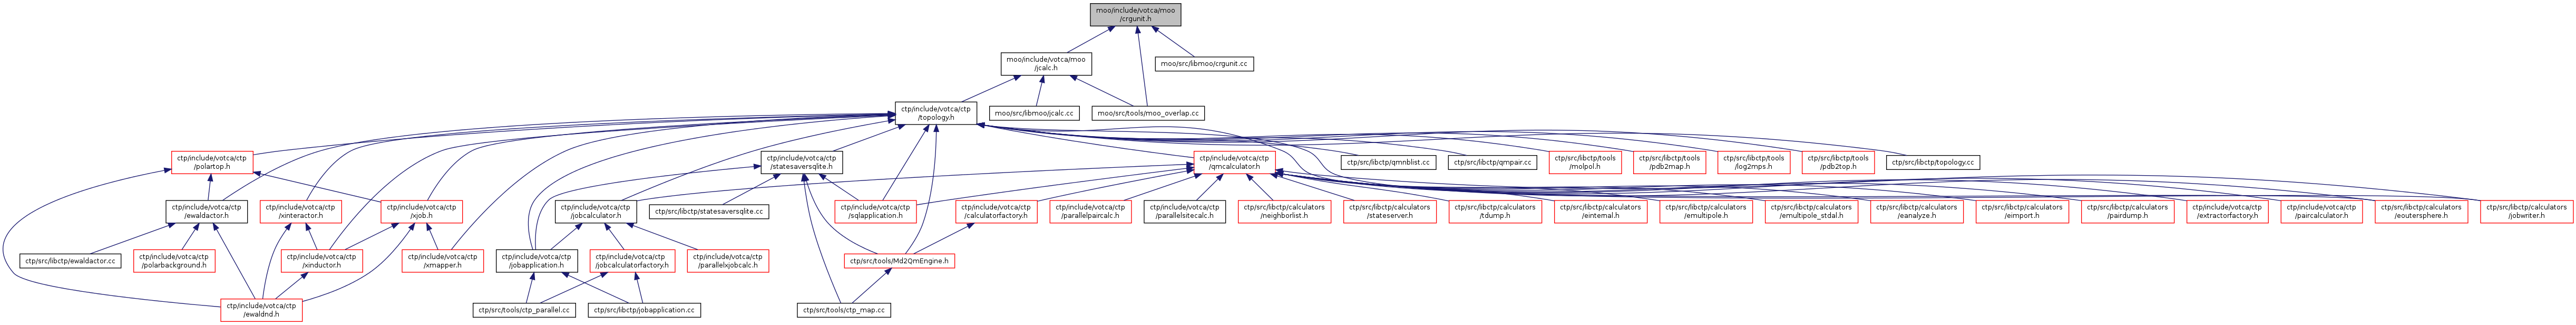 moo/include/votca/moo
/crgunit.h
moo/include/votca/moo
/jcalc.h
moo/src/libmoo/crgunit.cc
ctp/include/votca/ctp
/topology.h
moo/src/libmoo/jcalc.cc
moo/src/tools/moo_overlap.cc
ctp/include/votca/ctp
/polartop.h
ctp/include/votca/ctp
/statesaversqlite.h
ctp/include/votca/ctp
/qmcalculator.h
ctp/src/libctp/qmnblist.cc
ctp/src/libctp/qmpair.cc
ctp/src/libctp/tools
/molpol.h
ctp/src/libctp/tools
/pdb2map.h
ctp/src/libctp/tools
/log2mps.h
ctp/src/libctp/tools
/pdb2top.h
ctp/src/libctp/topology.cc
ctp/include/votca/ctp
/ewaldactor.h
ctp/include/votca/ctp
/xinteractor.h
ctp/include/votca/ctp
/xjob.h
ctp/include/votca/ctp
/jobcalculator.h
ctp/src/libctp/statesaversqlite.cc
ctp/include/votca/ctp
/sqlapplication.h
ctp/include/votca/ctp
/calculatorfactory.h
ctp/include/votca/ctp
/parallelpaircalc.h
ctp/include/votca/ctp
/parallelsitecalc.h
ctp/src/libctp/calculators
/neighborlist.h
ctp/src/libctp/calculators
/stateserver.h
ctp/src/libctp/calculators
/tdump.h
ctp/src/libctp/calculators
/einternal.h
ctp/src/libctp/calculators
/emultipole.h
ctp/src/libctp/calculators
/emultipole_stdal.h
ctp/src/libctp/calculators
/eanalyze.h
ctp/src/libctp/calculators
/eimport.h
ctp/src/libctp/calculators
/pairdump.h
ctp/include/votca/ctp
/extractorfactory.h
ctp/include/votca/ctp
/paircalculator.h
ctp/src/libctp/calculators
/eoutersphere.h
ctp/src/libctp/calculators
/jobwriter.h
ctp/src/libctp/ewaldactor.cc
ctp/include/votca/ctp
/polarbackground.h
ctp/include/votca/ctp
/xinductor.h
ctp/include/votca/ctp
/xmapper.h
ctp/include/votca/ctp
/jobapplication.h
ctp/include/votca/ctp
/jobcalculatorfactory.h
ctp/include/votca/ctp
/parallelxjobcalc.h
ctp/src/tools/Md2QmEngine.h
ctp/include/votca/ctp
/ewaldnd.h
ctp/src/tools/ctp_parallel.cc
ctp/src/libctp/jobapplication.cc
ctp/src/tools/ctp_map.cc